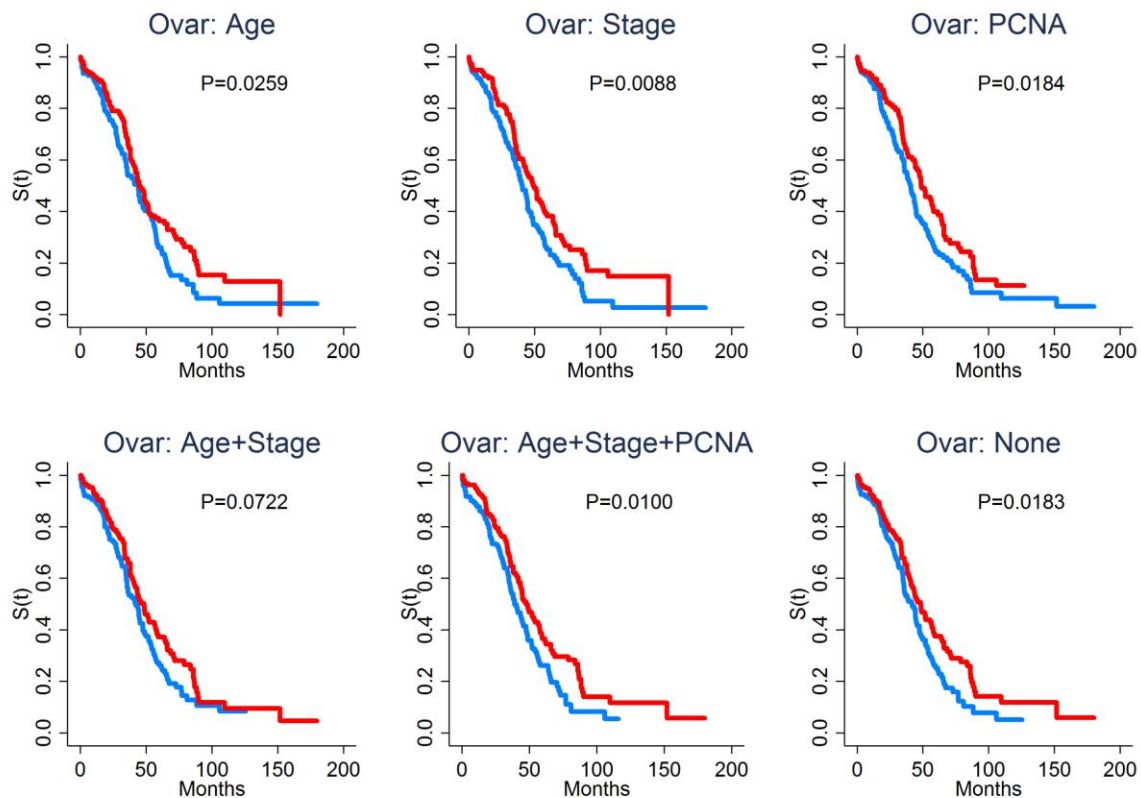 Ovar: Age
Ovar: Stage
Ovar: PCNA
P=0.0259
P=0.0088
P=0.0184
S(t)
0.0 0.2 0.4 0.6 0.8 1.0
S(t)
0.0 0.2 0.4 0.6 0.8 1.0
S(t)
0.0 0.2 0.4 0.6 0.8 1.0
0 50 100 150 200
0 50 100 150 200
0 50 100 150 200
Months
Months
Months
Ovar: Age+Stage
Ovar: Age+Stage+PCNA
Ovar: None
P=0.0722
P=0.0100
P=0.0183
S(t)
0.0 0.2 0.4 0.6 0.8 1.0
S(t)
0.0 0.2 0.4 0.6 0.8 1.0
S(t)
0.0 0.2 0.4 0.6 0.8 1.0
0 50 100 150 200
0 50 100 150 200
0 50 100 150 200
Months
Months
Months